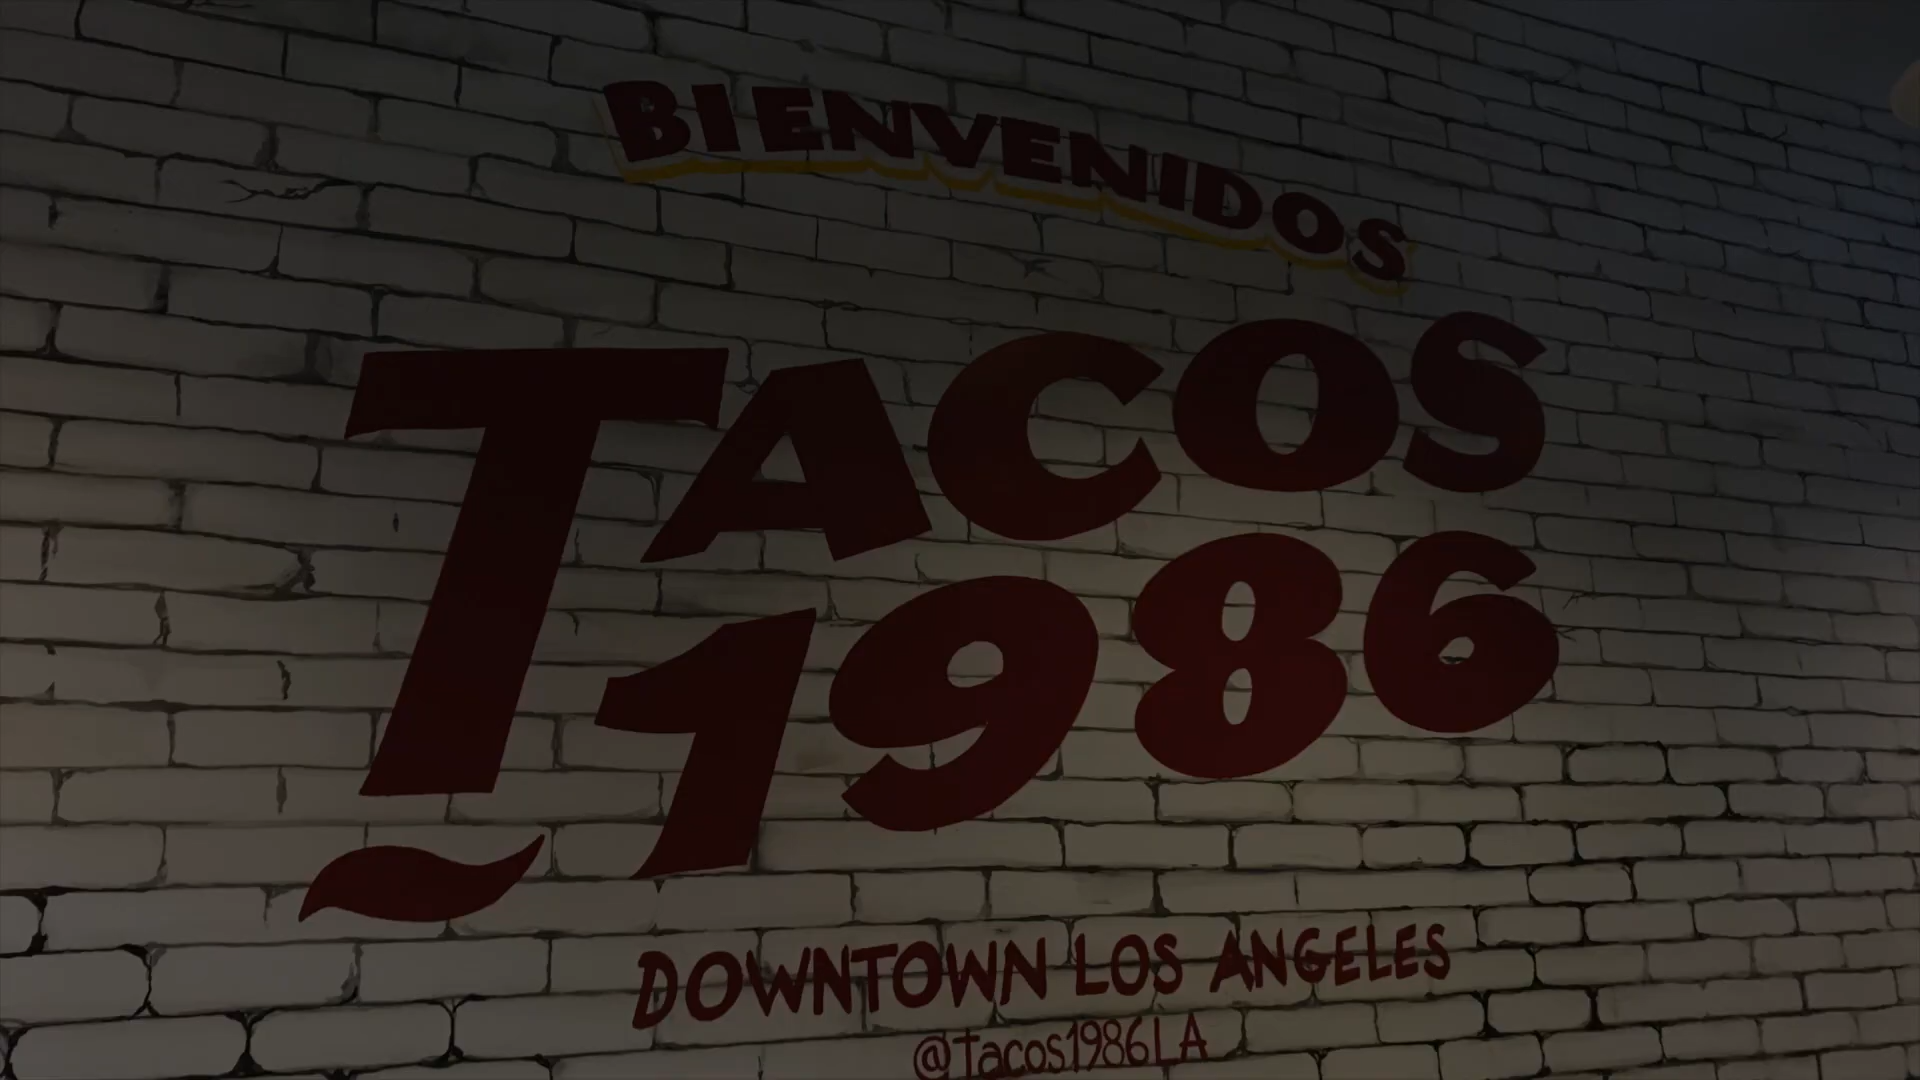 BIENVENIDOS
TACOS
1986
DOWNTOWN LOS ANGELES
@tacos1986LA